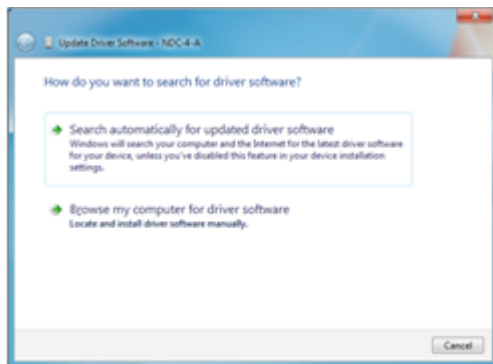 Update Driver Software - NDC-4-A
How do you want to search for driver software?
Search automatically for updated driver software
Windows will search your computer and the Internet for the latest driver software
for your device, unless you've disabled this feature in your device installation
settings.
Browse my computer for driver software
Locate and install driver software manually.
Cancel